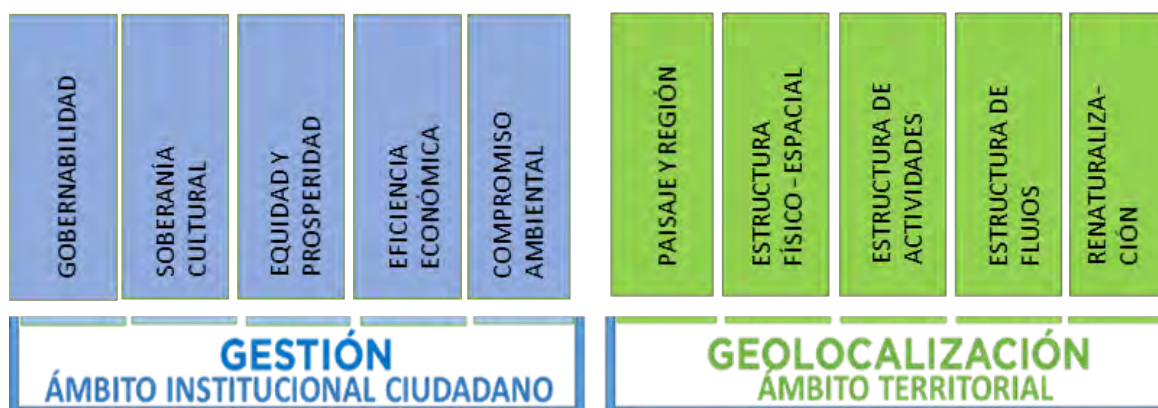 GOBERNABILIDAD
SOBERANÍA
CULTURAL
EQUIDAD Y
PROSPERIDAD
EFICIENCIA
ECONÓMICA
COMPROMISO
AMBIENTAL
PAISAJE Y REGIÓN
ESTRUCTURA
FÍSICO - ESPACIAL
ESTRUCTURA DE
ACTIVIDADES
ESTRUCTURA DE
FLUJOS
RENATURALIZA-
CIÓN
GESTIÓN
ÁMBITO INSTITUCIONAL CIUDADANO
GEOLOCALIZACIÓN
ÁMBITO TERRITORIAL